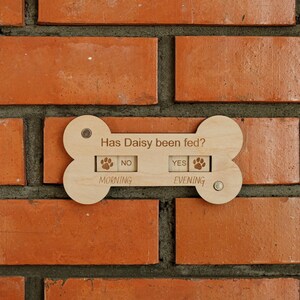 Has Daisy been fed?
NO YES
MORNING EVENING